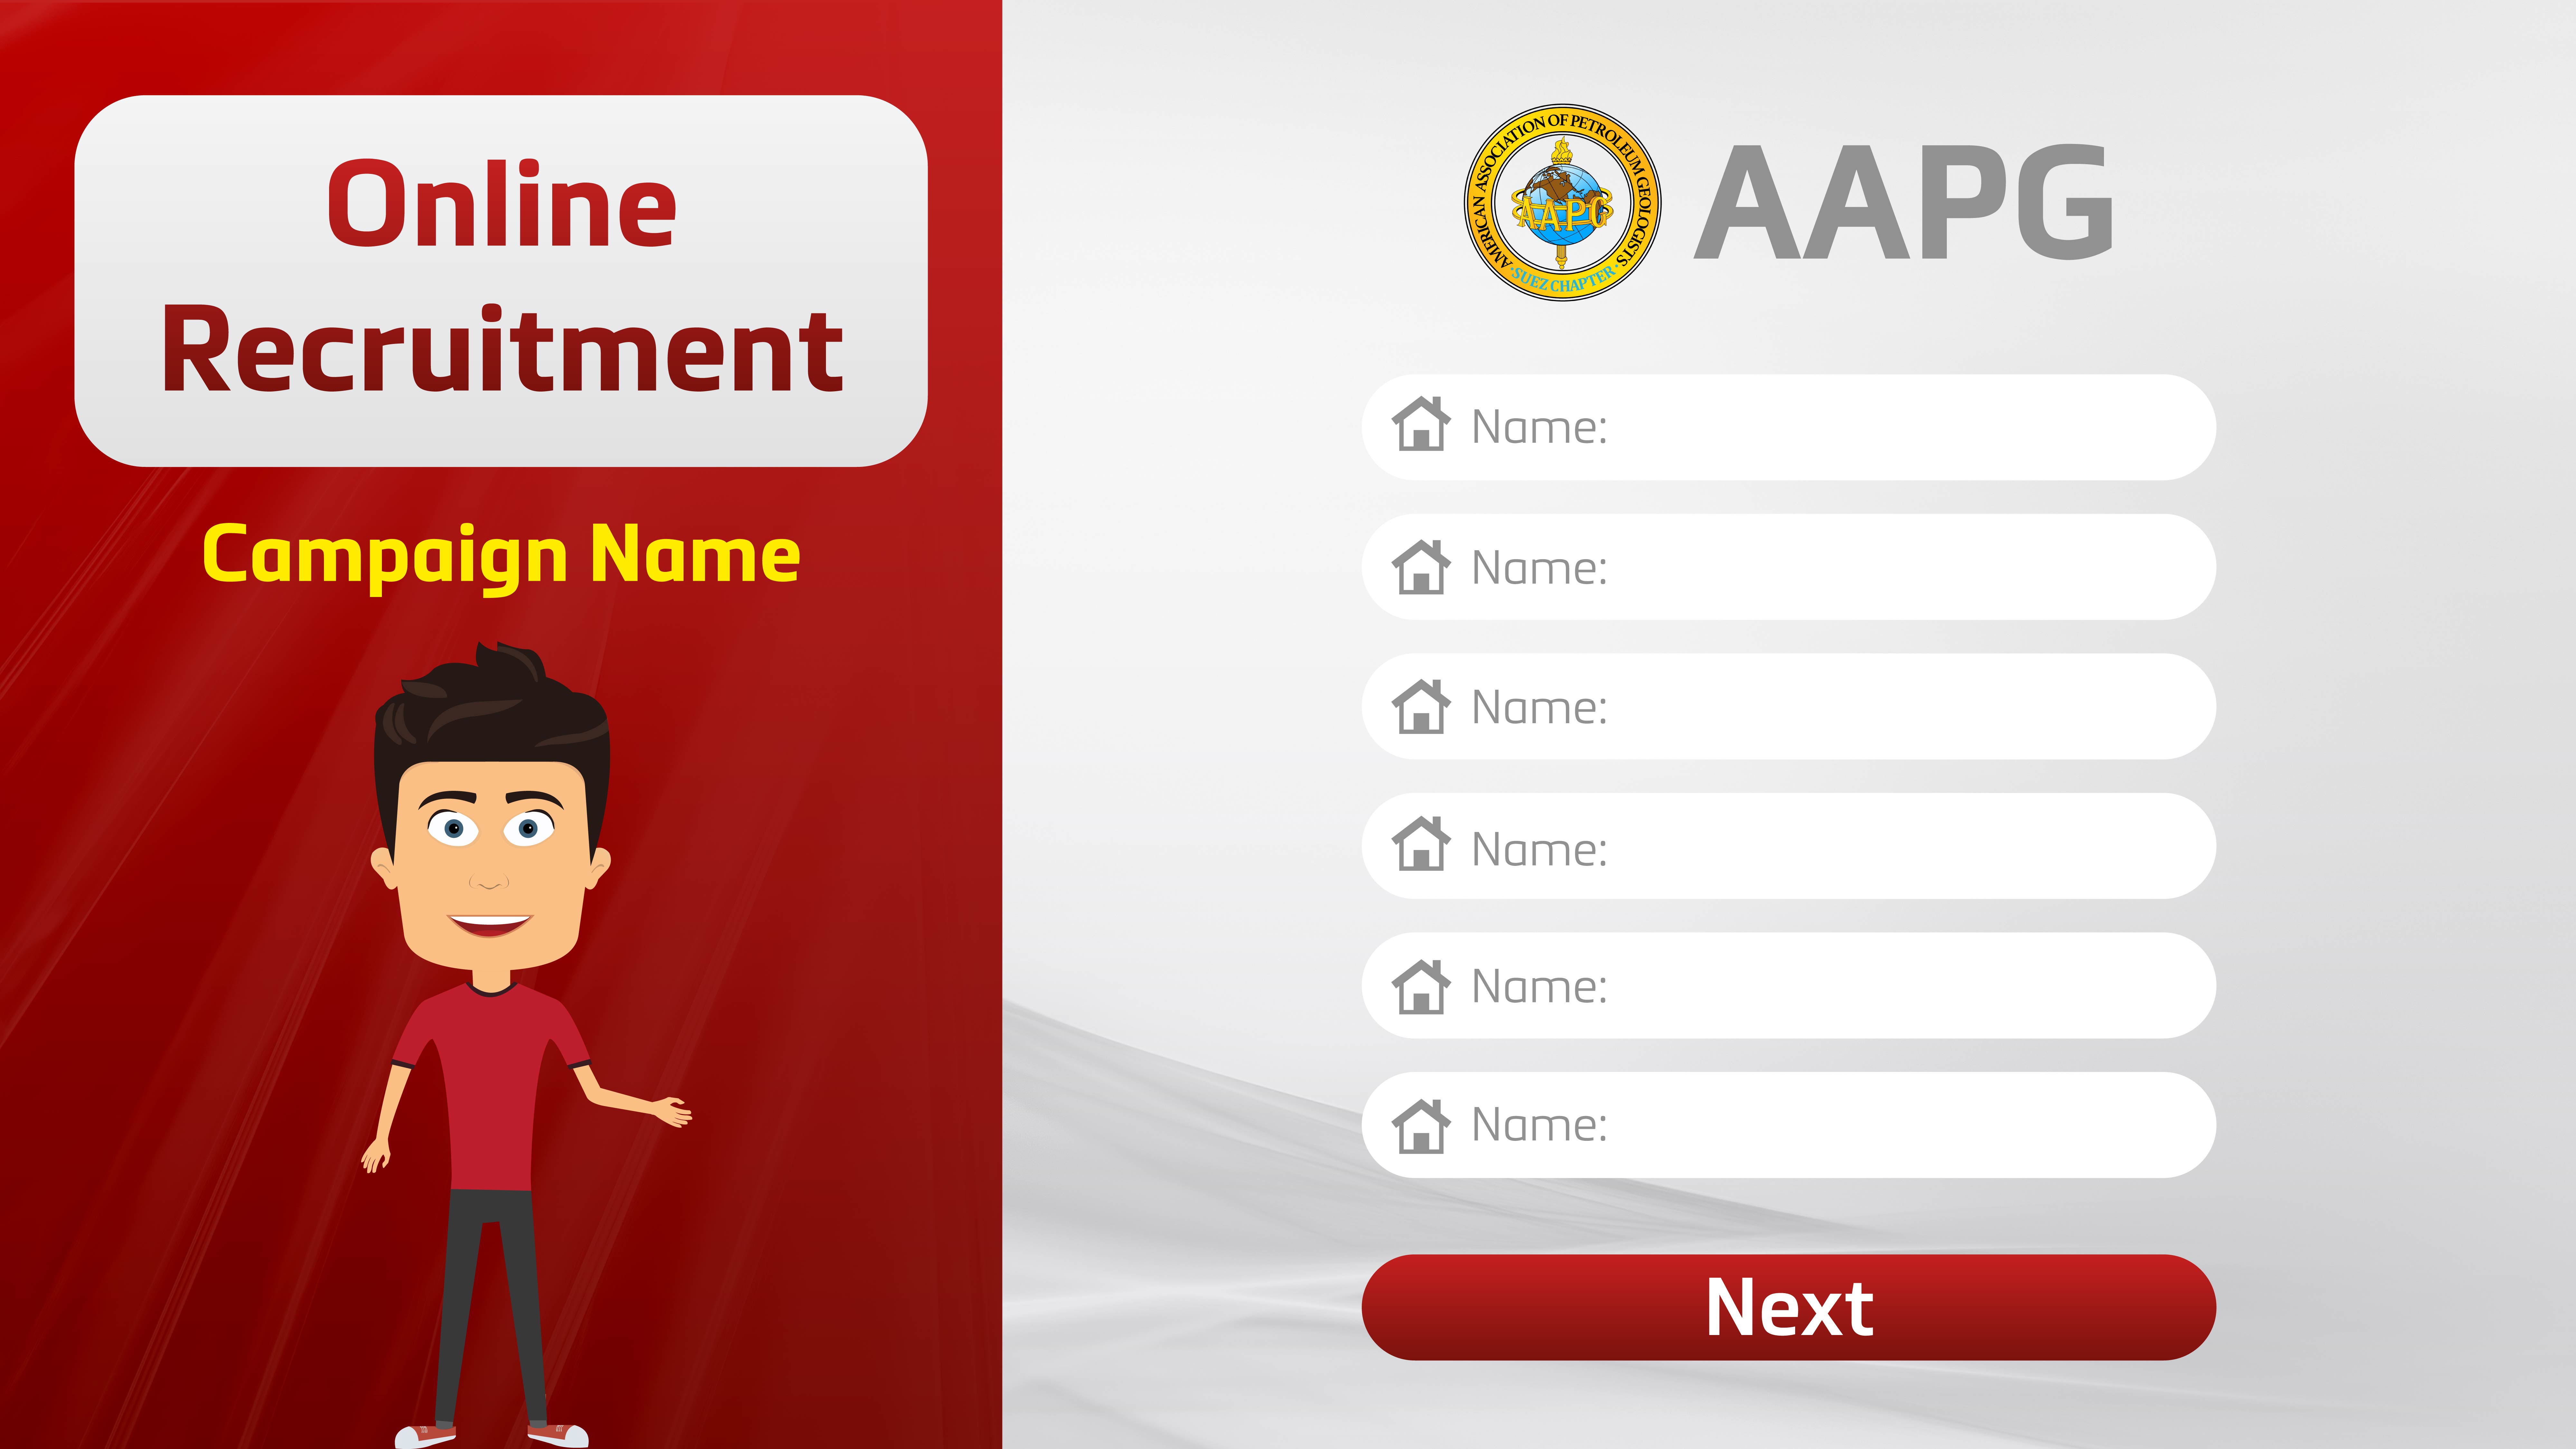 Online
Recruitment
Campaign Name
AMERICAN ASSOCIATION OF PETROLEUM GEOLOGISTS
AAPG
· SUEZ CHAPTER ·
AAPG
Name:
Name:
Name:
Name:
Name:
Name:
Next